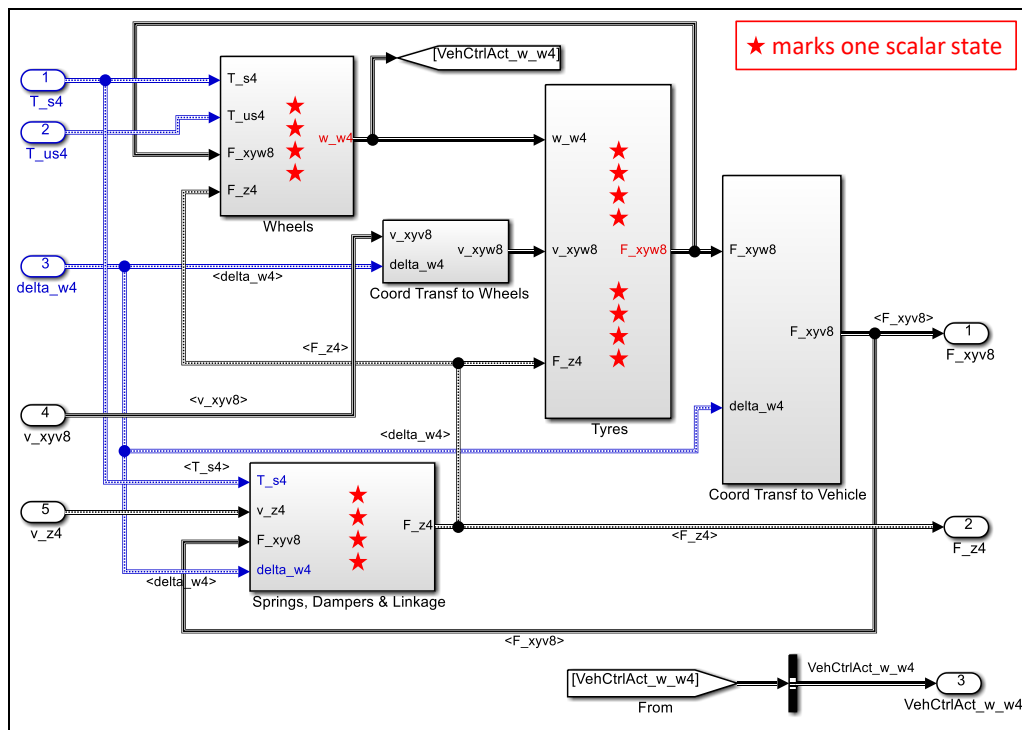 ★ marks one scalar state
[VehCtrlAct_w_w4]
1
T_s4
2
T_us4
T_s4
T_us4
F_xyw8
F_z4
w_w4
Wheels
w_w4
v_xyw8
F_z4
F_xyw8
Tyres
v_xyv8
delta_w4
v_xyw8
Coord Transf to Wheels
3
delta_w4
<delta_w4>
F_xyw8
delta_w4
F_xyv8
Coord Transf to Vehicle
<F_xyv8>
1
F_xyv8
<F_z4>
4
v_xyv8
<v_xyv8>
<delta_w4>
<T_s4>
5
v_z4
T_s4
v_z4
F_xyv8
delta_w4
F_z4
Springs, Dampers & Linkage
<delta_w4>
<F_z4>
2
F_z4
<F_xyv8>
[VehCtrlAct_w_w4]
From
VehCtrlAct_w_w4
3
VehCtrlAct_w_w4